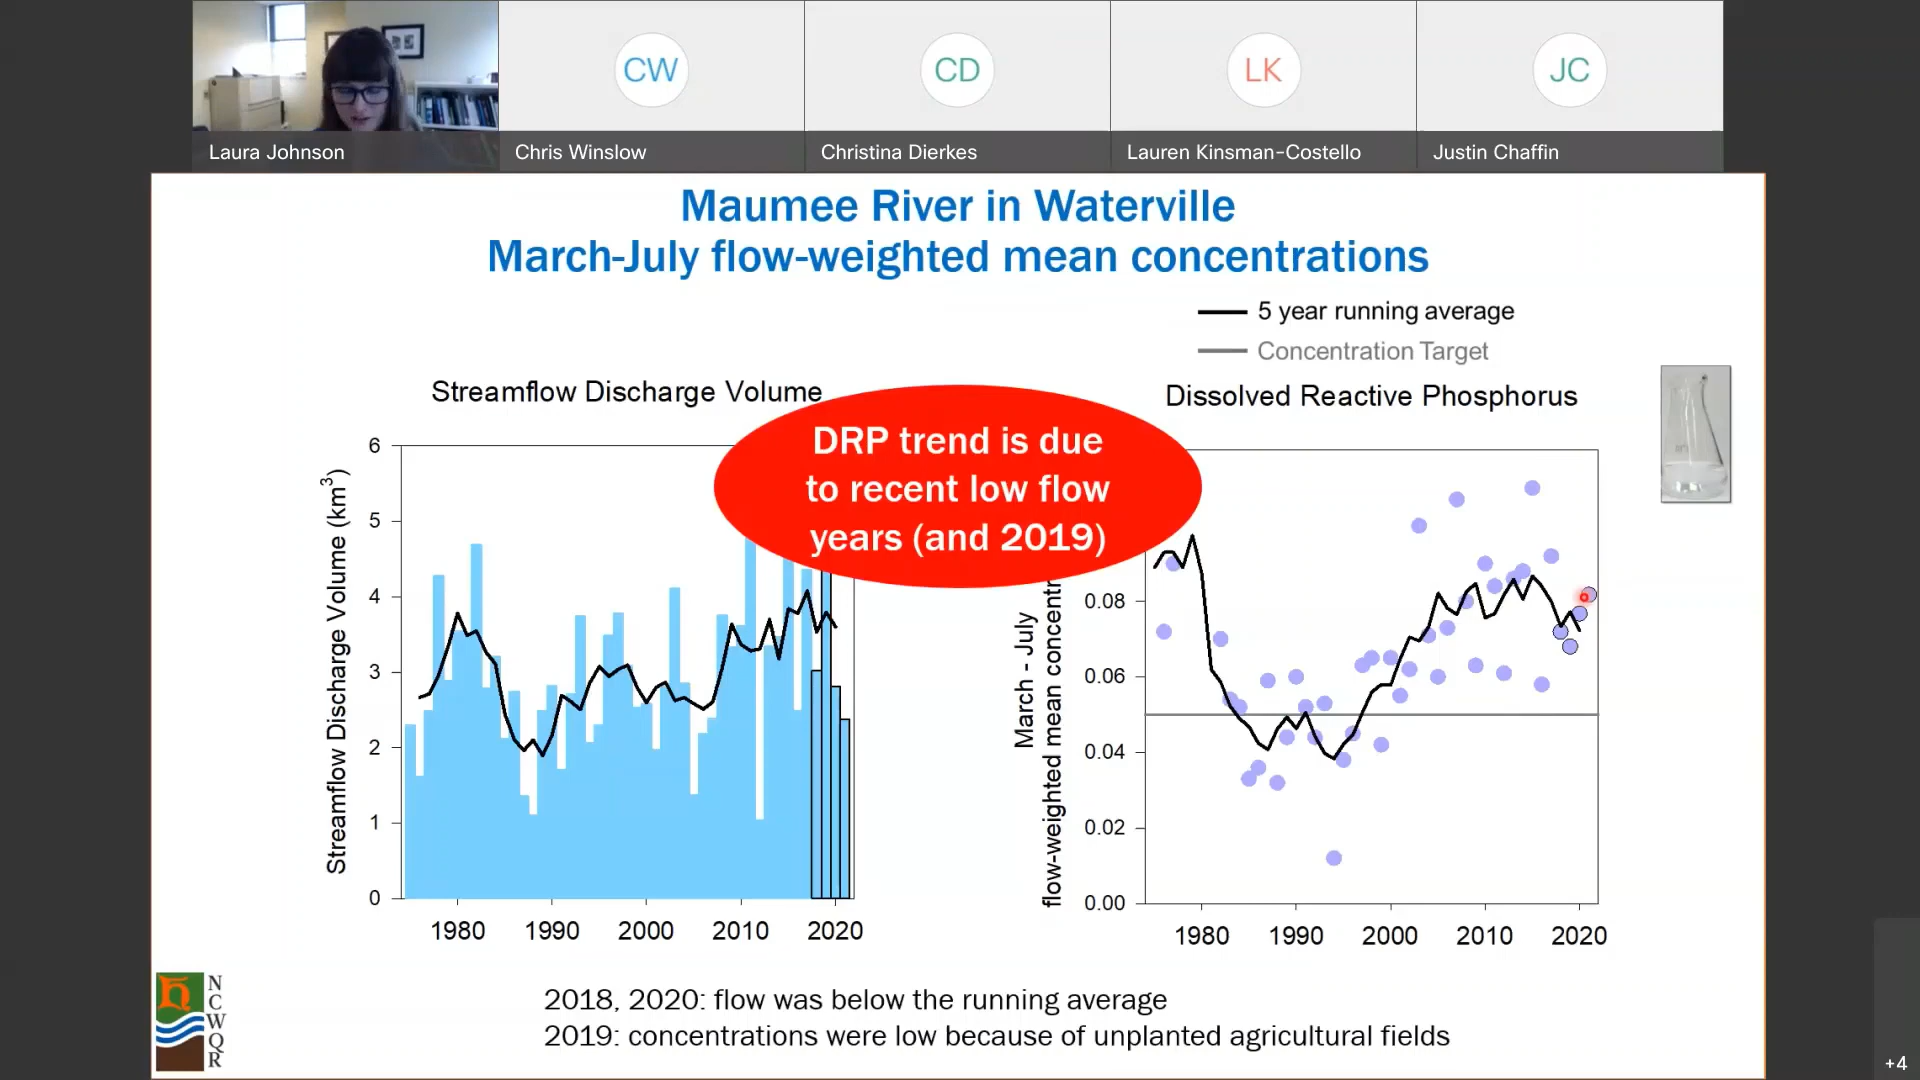 CW
CD
LK
JC
Laura Johnson
Chris Winslow
Christina Dierkes
Lauren Kinsman-Costello
Justin Chaffin
Maumee River in Waterville
March-July flow-weighted mean concentrations
5 year running average
Concentration Target
Streamflow Discharge Volume
Dissolved Reactive Phosphorus
DRP trend is due
to recent low flow
years (and 2019)
Streamflow Discharge Volume (km3)
6
5
4
3
2
1
0
1980 1990 2000 2010 2020
March - July
flow-weighted mean concentr
0.08
0.06
0.04
0.02
0.00
1980 1990 2000 2010 2020
2018, 2020: flow was below the running average
2019: concentrations were low because of unplanted agricultural fields
N
C
W
Q
R
+4